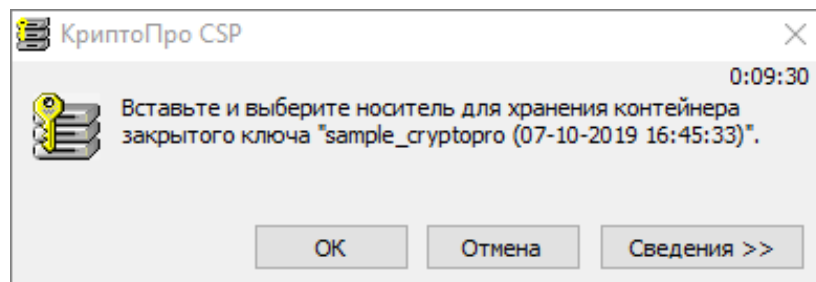 КриптоПро CSP
0:09:30
Вставьте и выберите носитель для хранения контейнера
закрытого ключа "sample_cryptopro (07-10-2019 16:45:33)".
ОК
Отмена
Сведения >>